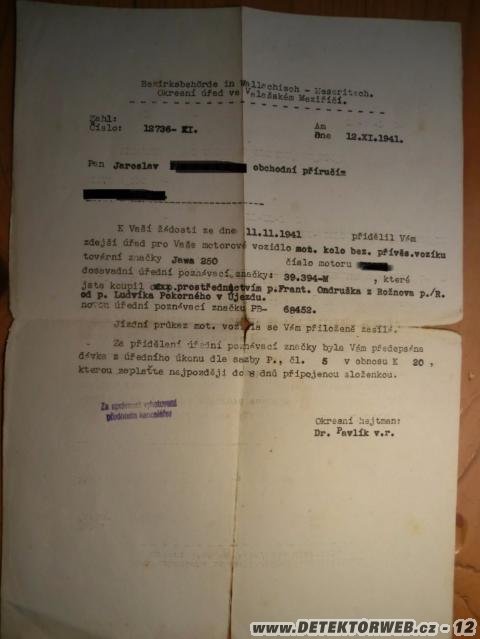 Bezirksbehörde in Wallachisch - Meseritsch.
Okresní úřad ve Valašském Meziříčí.
Zahl:
Číslo: 12736- XI.
Am
Dne 12.XI.1941.
Pan Jaroslav obchodní příručím
K Vaší žádosti ze dne 11.11.1941 přidělil Vám
zdejší úřad pro Vaše motorové vozidlo mot. kolo bez. přívěs.vozíku
tovární značky Jawa 250 číslo motoru
dosavadní úřední poznávací značky: 39.394-M , které
jste koupil prostřednictvím p.Frant. Ondruška z Rožnova p./R.
od p. Ludvíka Pokorného v Újezdu.
novou úřední poznávací značku PB- 68452.
Jízdní průkaz mot. vozidla se Vám přiloženě zasílá.
Za přidělení úřední poznávací značky byla Vám předepsána
dávka z úředního úkonu dle sazby P., čl. 5 v obnosu K 20 ,
kterou zeplaťte najpozději do 8 dnů připojenou složenkou.
Za správnost vyhotovení
přednosta kanceláře:
Okresní hejtman:
Dr. Pavlík v.r.
www.DETEKTORWEB.cz - 12